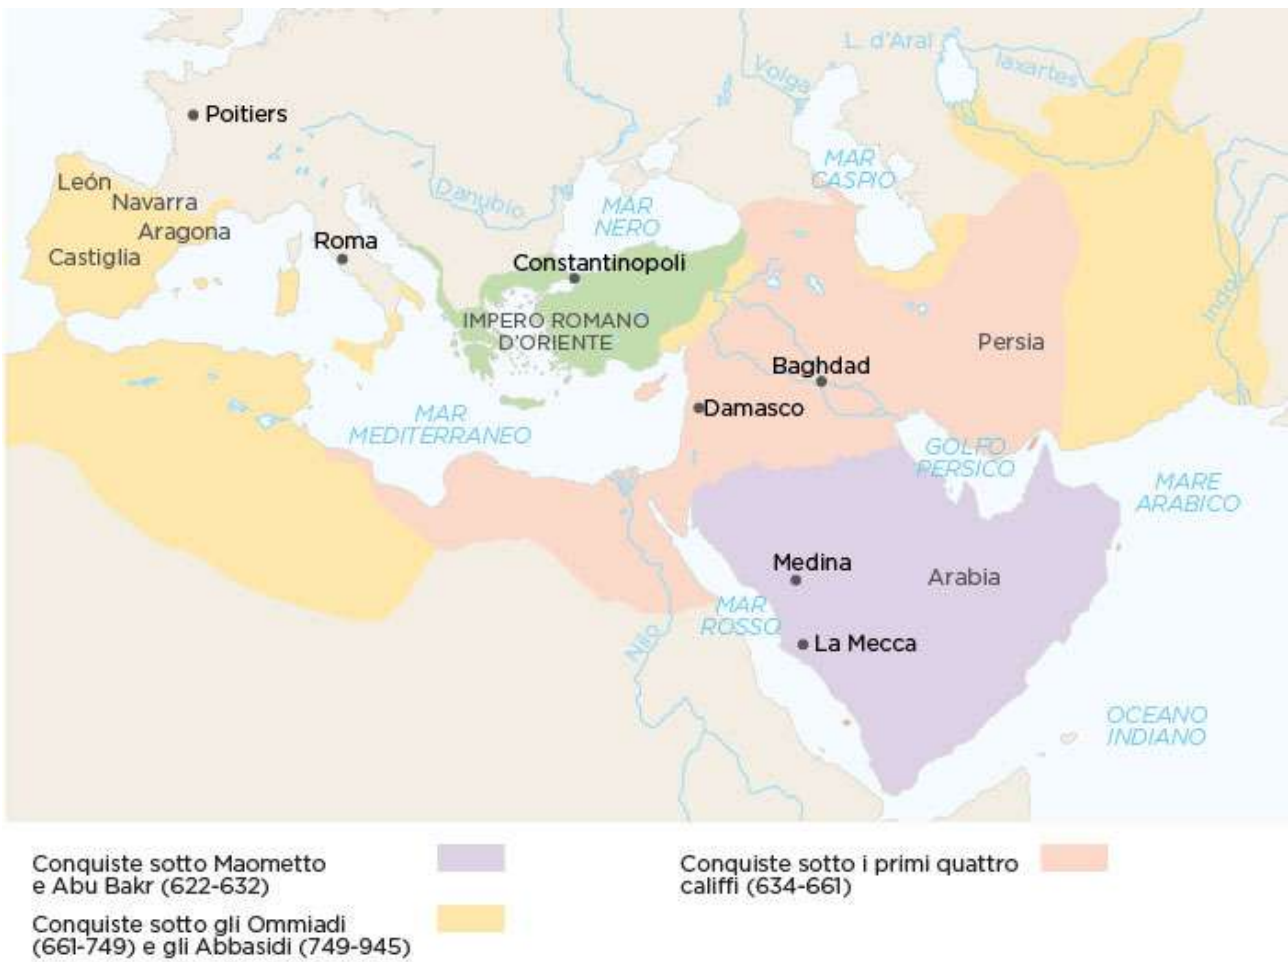 L. d'Aral
Iaxartes
Volga
Poitiers
MAR
CASPIO
León
Navarra
Aragona
Castiglia
Danubio
MAR
NERO
Roma
Constantinopoli
IMPERO ROMANO
D'ORIENTE
Indo
Persia
Baghdad
Damasco
MAR
MEDITERRANEO
GOLFO
PERSICO
MARE
ARABICO
Medina
Arabia
MAR
ROSSO
Nilo
La Mecca
OCEANO
INDIANO
Conquiste sotto Maometto
e Abu Bakr (622-632)
Conquiste sotto i primi quattro
califfi (634-661)
Conquiste sotto gli Ommiadi
(661-749) e gli Abbasidi (749-945)